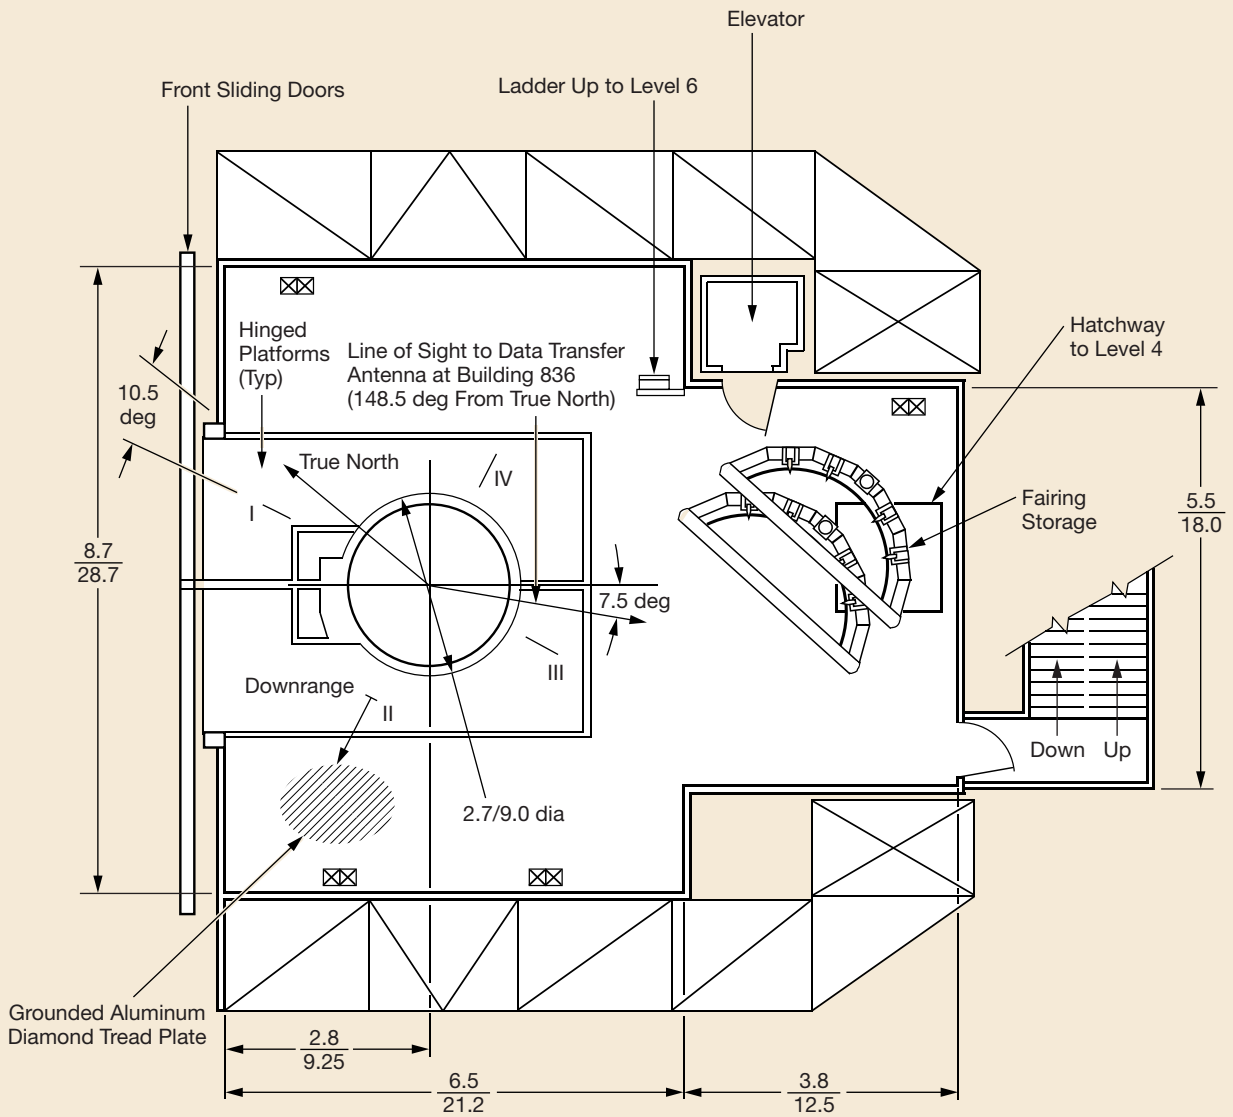 Elevator
Front Sliding Doors
Ladder Up to Level 6
Hinged
Platforms
(Typ)
Line of Sight to Data Transfer
Antenna at Building 836
(148.5 deg From True North)
Hatchway
to Level 4
10.5
deg
True North
IV
I
Fairing
Storage
5.5
18.0
8.7
28.7
7.5 deg
III
Downrange
II
Down
Up
2.7/9.0 dia
Grounded Aluminum
Diamond Tread Plate
2.8
9.25
6.5
21.2
3.8
12.5